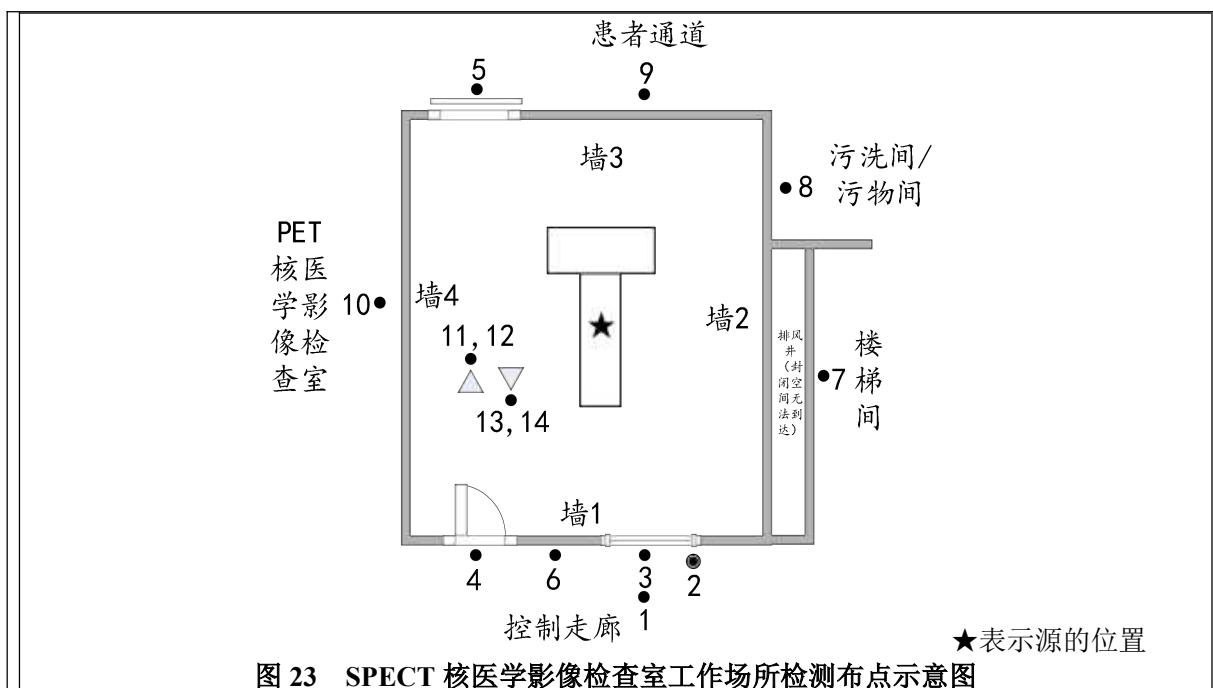 患者通道
5
9
墙3
污洗间/
污物间
8
PET
核医
学影
像检
查室
10
墙4
墙2
11,12
13,14
排风
井
（封
闭空
间无
法到
达）
7
楼
梯
间
墙1
4
6
3
2
1
控制走廊
★表示源的位置
图 23 SPECT 核医学影像检查室工作场所检测布点示意图